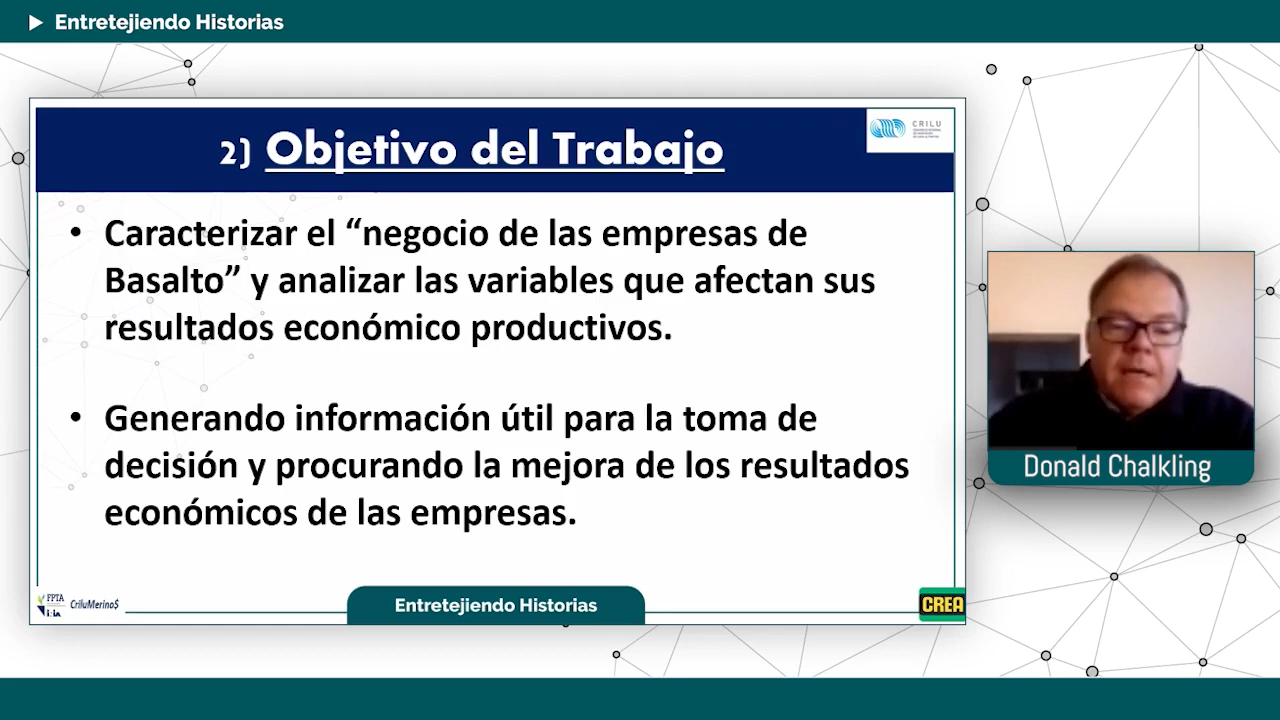 Entretejiendo Historias
2) Objetivo del Trabajo
CRILU
• Caracterizar el “negocio de las empresas de
Basalto” y analizar las variables que afectan sus
resultados económico productivos.
• Generando información útil para la toma de
decisión y procurando la mejora de los resultados
económicos de las empresas.
Donald Chalkling
FPTA
CriluMerino$
Entretejiendo Historias
CREA